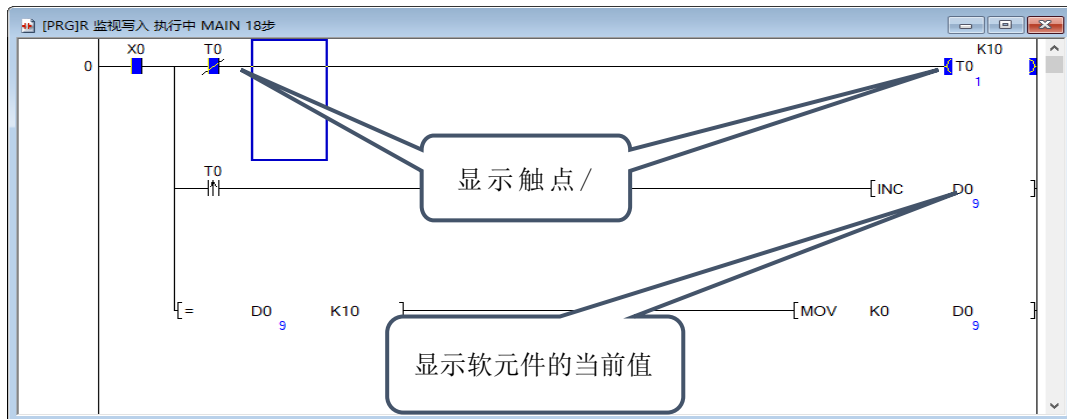 [PRG]R 监视写入 执行中 MAIN 18步
X0 T0 K10
0 T0
1
显示触点/
T0
[INC D0 ]
9
[= D0 K10 ] [MOV K0 D0 ]
9 9
显示软元件的当前值